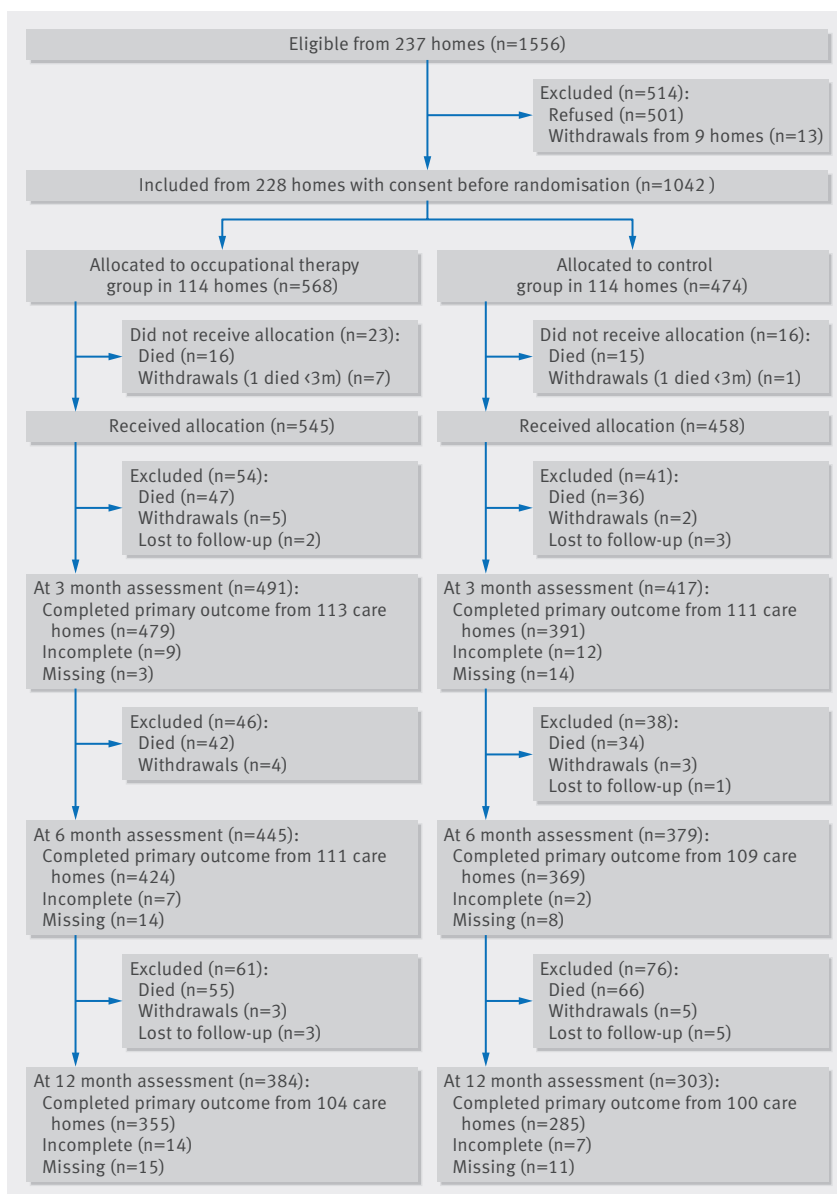 Eligible from 237 homes (n=1556)
Excluded (n=514):
Refused (n=501)
Withdrawals from 9 homes (n=13)
Included from 228 homes with consent before randomisation (n=1042 )
Allocated to occupational therapy
group in 114 homes (n=568)
Did not receive allocation (n=23):
Died (n=16)
Withdrawals (1 died <3m) (n=7)
Received allocation (n=545)
Excluded (n=54):
Died (n=47)
Withdrawals (n=5)
Lost to follow-up (n=2)
At 3 month assessment (n=491):
Completed primary outcome from 113 care
homes (n=479)
Incomplete (n=9)
Missing (n=3)
Excluded (n=46):
Died (n=42)
Withdrawals (n=4)
At 6 month assessment (n=445):
Completed primary outcome from 111 care
homes (n=424)
Incomplete (n=7)
Missing (n=14)
Excluded (n=61):
Died (n=55)
Withdrawals (n=3)
Lost to follow-up (n=3)
At 12 month assessment (n=384):
Completed primary outcome from 104 care
homes (n=355)
Incomplete (n=14)
Missing (n=15)
Allocated to control
group in 114 homes (n=474)
Did not receive allocation (n=16):
Died (n=15)
Withdrawals (1 died <3m) (n=1)
Received allocation (n=458)
Excluded (n=41):
Died (n=36)
Withdrawals (n=2)
Lost to follow-up (n=3)
At 3 month assessment (n=417):
Completed primary outcome from 111 care
homes (n=391)
Incomplete (n=12)
Missing (n=14)
Excluded (n=38):
Died (n=34)
Withdrawals (n=3)
Lost to follow-up (n=1)
At 6 month assessment (n=379):
Completed primary outcome from 109 care
homes (n=369)
Incomplete (n=2)
Missing (n=8)
Excluded (n=76):
Died (n=66)
Withdrawals (n=5)
Lost to follow-up (n=5)
At 12 month assessment (n=303):
Completed primary outcome from 100 care
homes (n=285)
Incomplete (n=7)
Missing (n=11)